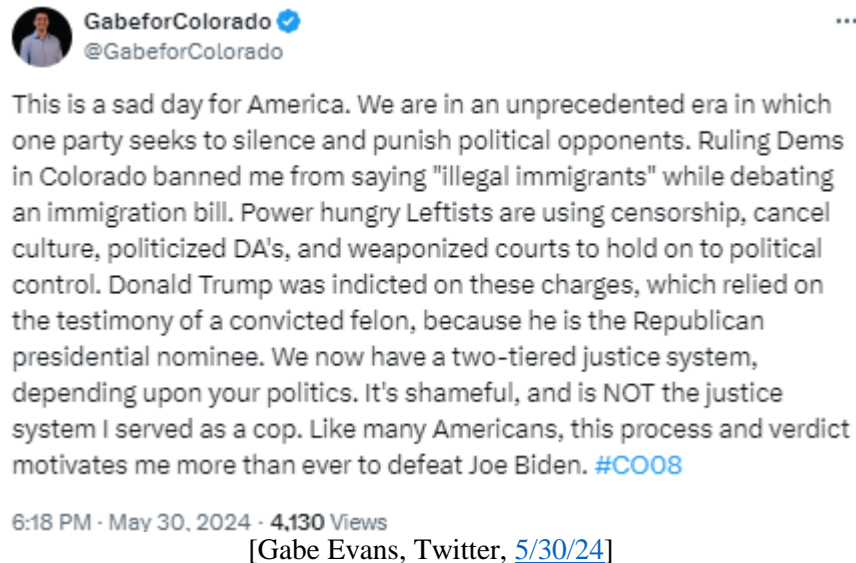 GabeforColorado
@GabeforColorado
This is a sad day for America. We are in an unprecedented era in which
one party seeks to silence and punish political opponents. Ruling Dems
in Colorado banned me from saying "illegal immigrants" while debating
an immigration bill. Power hungry Leftists are using censorship, cancel
culture, politicized DA's, and weaponized courts to hold on to political
control. Donald Trump was indicted on these charges, which relied on
the testimony of a convicted felon, because he is the Republican
presidential nominee. We now have a two-tiered justice system,
depending upon your politics. It's shameful, and is NOT the justice
system I served as a cop. Like many Americans, this process and verdict
motivates me more than ever to defeat Joe Biden. #CO08
6:18 PM · May 30, 2024 · 4,130 Views
[Gabe Evans, Twitter, 5/30/24]